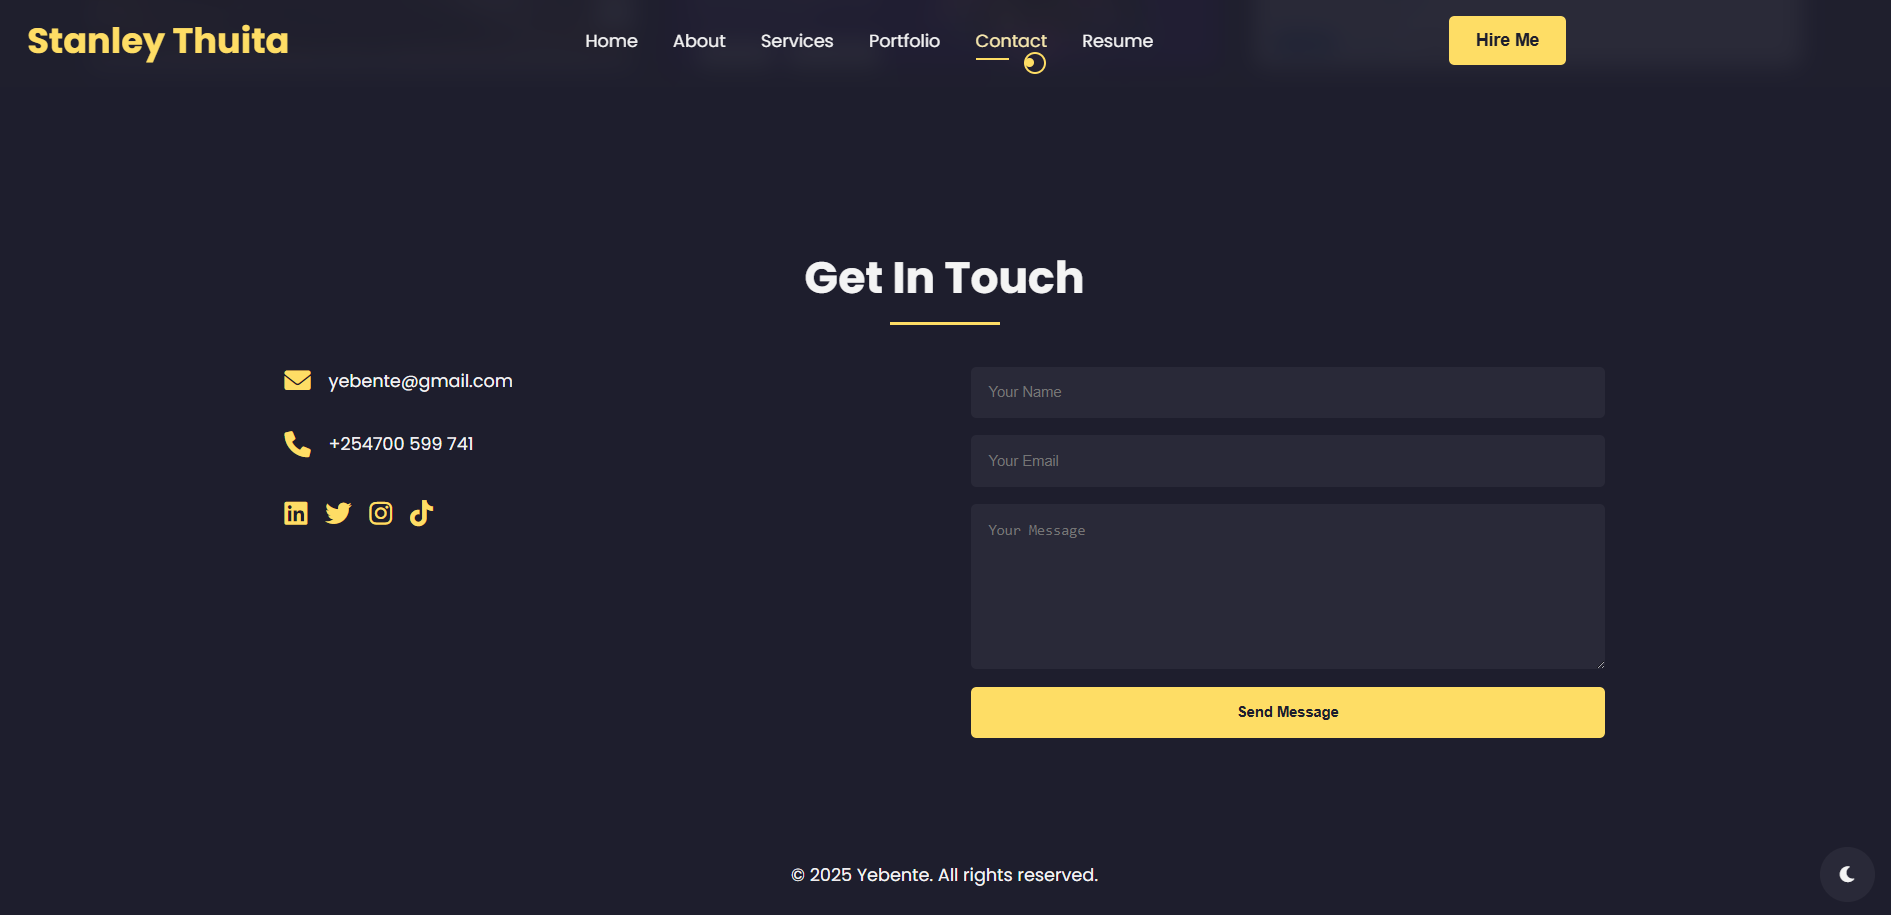 Stanley Thuita
Home About Services Portfolio Contact Resume
Hire Me
Get In Touch
yebente@gmail.com
+254700 599 741
Your Name
Your Email
Your Message
Send Message
© 2025 Yebente. All rights reserved.